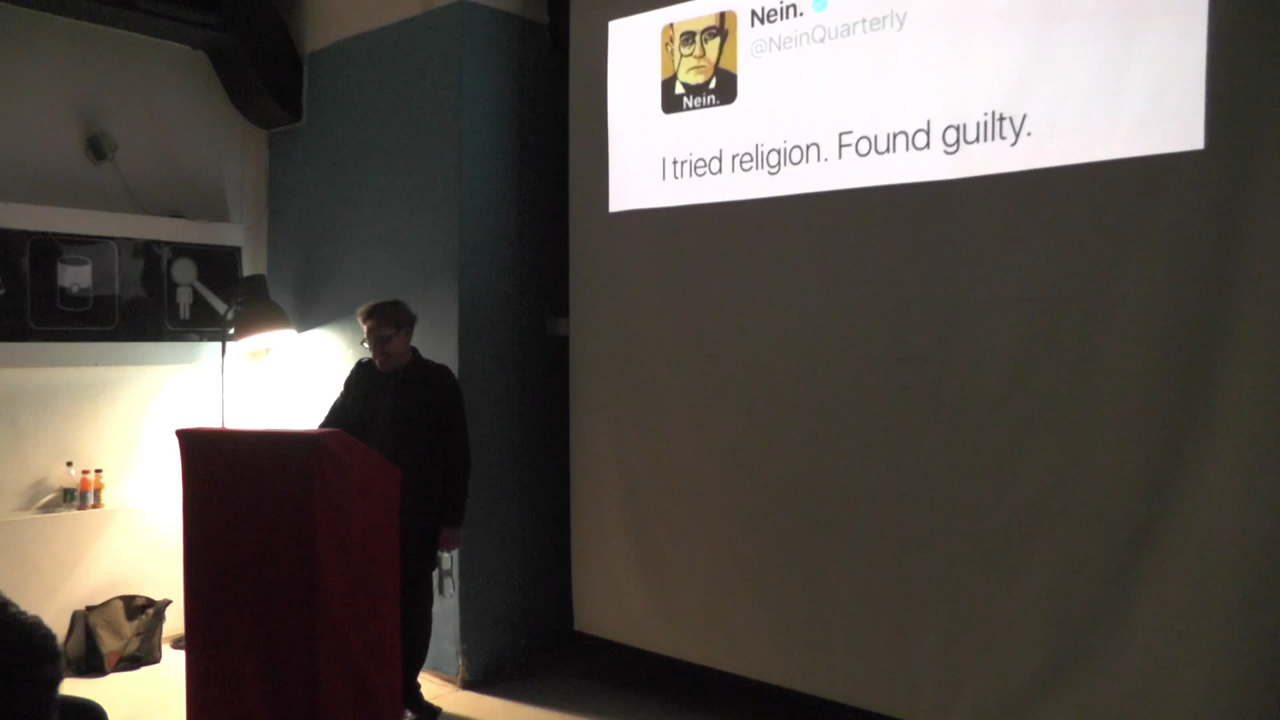 Nein.
@NeinQuarterly
Nein.
I tried religion. Found guilty.